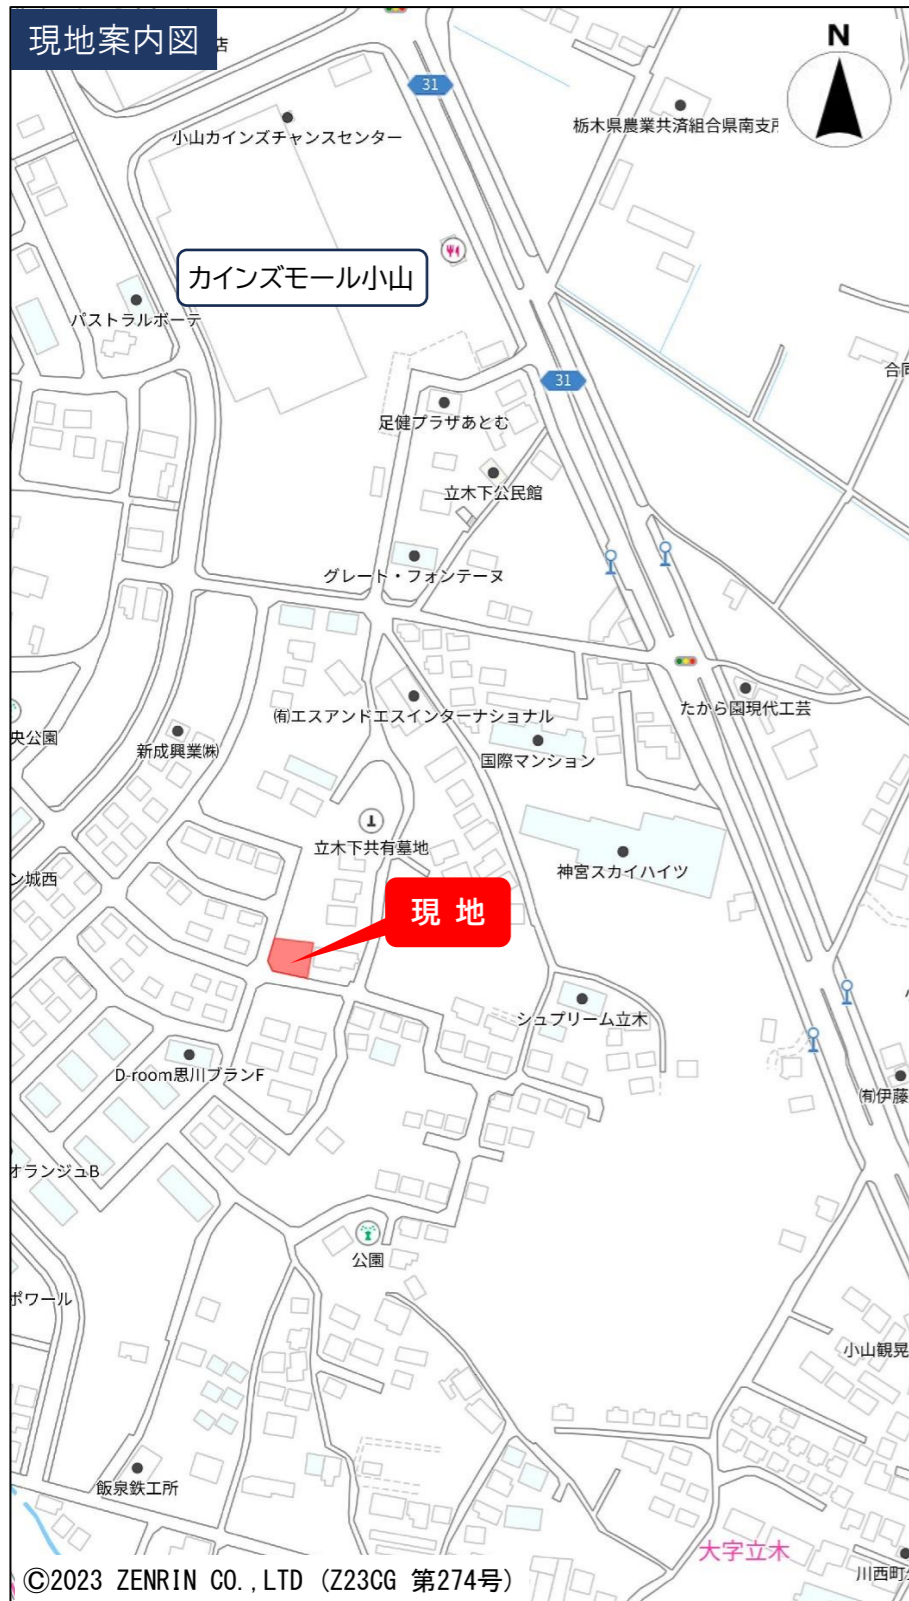 現地案内図
店
N
31
小山カインズチャンスセンター
栃木県農業共済組合県南支所
カインズモール小山
パストラルボーテ
31
合同
足健プラザあとむ
立木下公民館
グレート・フォンテーヌ
㈲エスアンドエスインターナショナル
たから園現代工芸
央公園
新成興業㈱
国際マンション
立木下共有墓地
神宮スカイハイツ
ン城西
現 地
シュプリーム立木
D-room思川ブランF
㈲伊藤
オランジュB
公園
ポワール
小山観晃
飯泉鉄工所
大字立木
川西町公
©2023 ZENRIN CO.,LTD (Z23CG 第274号)